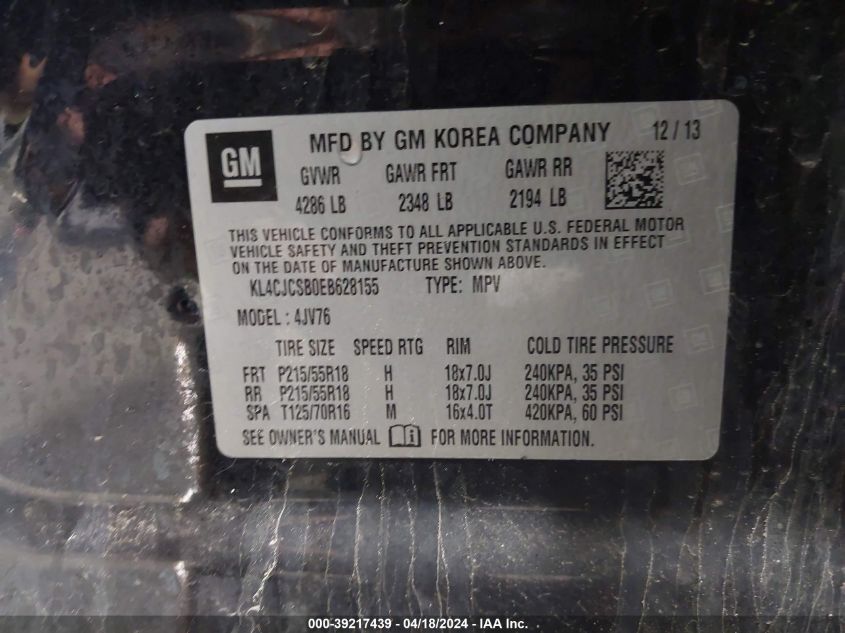 GM
MFD BY GM KOREA COMPANY 12 / 13
GVWR GAWR FRT GAWR RR
4286 LB 2348 LB 2194 LB
THIS VEHICLE CONFORMS TO ALL APPLICABLE U.S. FEDERAL MOTOR
VEHICLE SAFETY AND THEFT PREVENTION STANDARDS IN EFFECT
ON THE DATE OF MANUFACTURE SHOWN ABOVE.
KL4CJCSB0EB628155 TYPE: MPV
MODEL : 4JV76
TIRE SIZE SPEED RTG RIM COLD TIRE PRESSURE
FRT P215/55R18 H 18x7.0J 240KPA, 35 PSI
RR P215/55R18 H 18x7.0J 240KPA, 35 PSI
SPA T125/70R16 M 16x4.0T 420KPA, 60 PSI
SEE OWNER'S MANUAL FOR MORE INFORMATION.
000-39217439 - 04/18/2024 - IAA Inc.